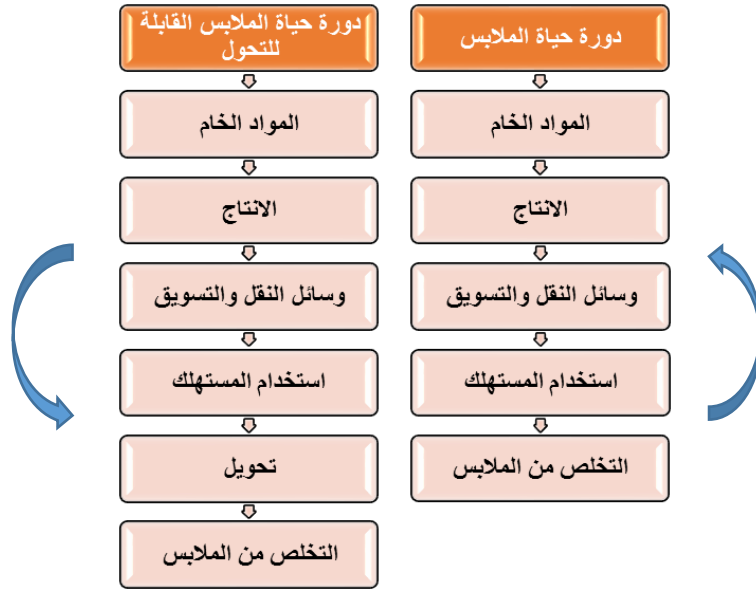 دورة حياة الملابس
المواد الخام
الانتاج
وسائل النقل والتسويق
استخدام المستهلك
التخلص من الملابس
دورة حياة الملابس القابلة
للتحول
المواد الخام
الانتاج
وسائل النقل والتسويق
استخدام المستهلك
تحويل
التخلص من الملابس